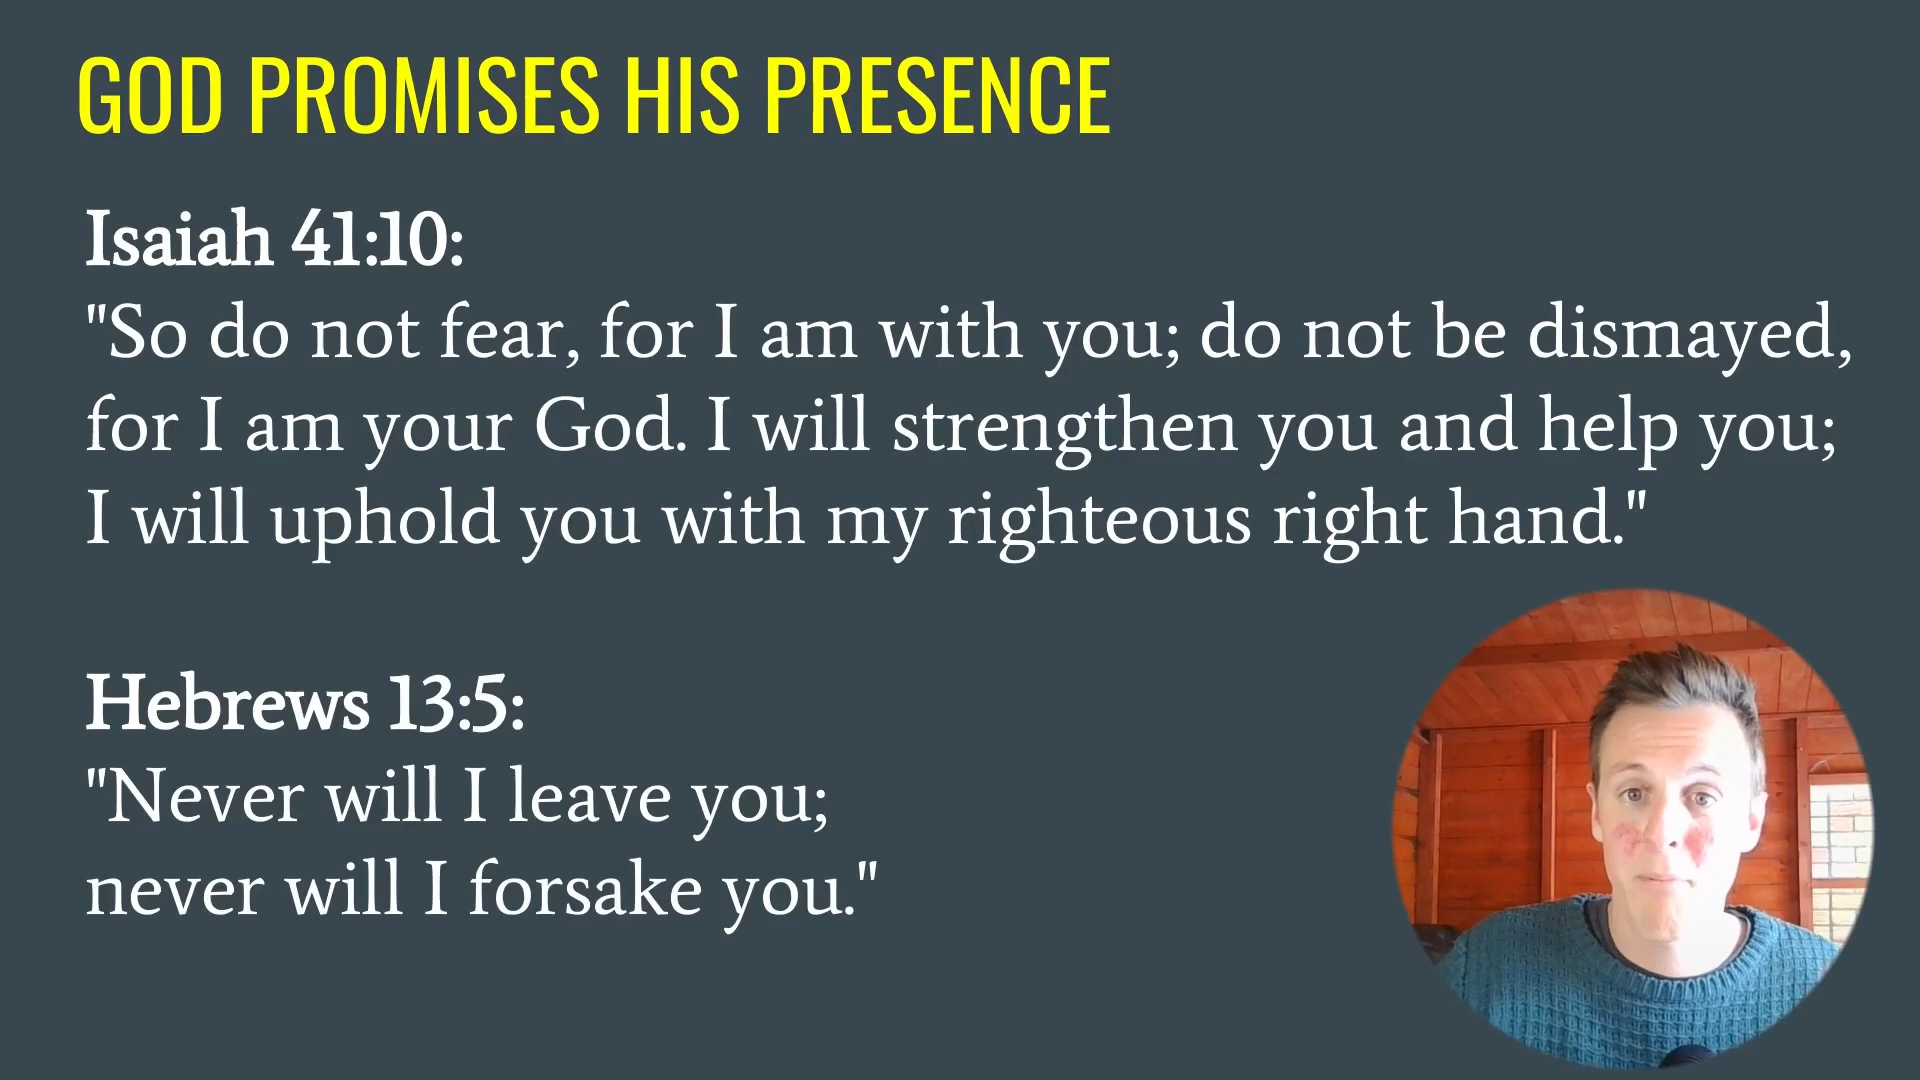 GOD PROMISES HIS PRESENCE
Isaiah 41:10:
"So do not fear, for I am with you; do not be dismayed,
for I am your God. I will strengthen you and help you;
I will uphold you with my righteous right hand."
Hebrews 13:5:
"Never will I leave you;
never will I forsake you."